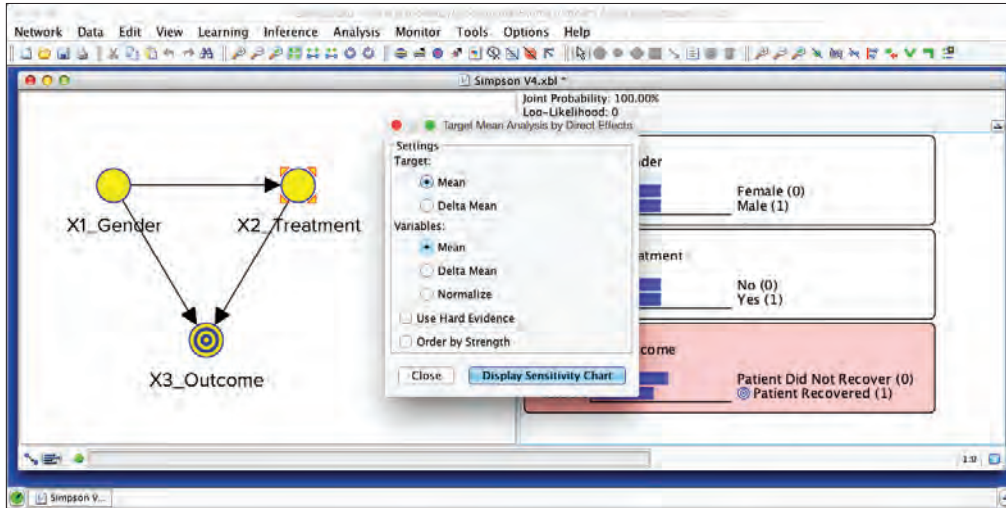 Network Data Edit View Learning Inference Analysis Monitor Tools Options Help
Simpson V4.xbl *
Joint Probability: 100.00%
Log-Likelihood: 0
Target Mean Analysis by Direct Effects
Settings
Target:
Mean
Delta Mean
Variables:
Mean
Delta Mean
Normalize
Use Hard Evidence
Order by Strength
Close Display Sensitivity Chart
X1_Gender
X2_Treatment
X3_Outcome
der
Female (0)
Male (1)
atment
No (0)
Yes (1)
come
Patient Did Not Recover (0)
Patient Recovered (1)
Simpson V...